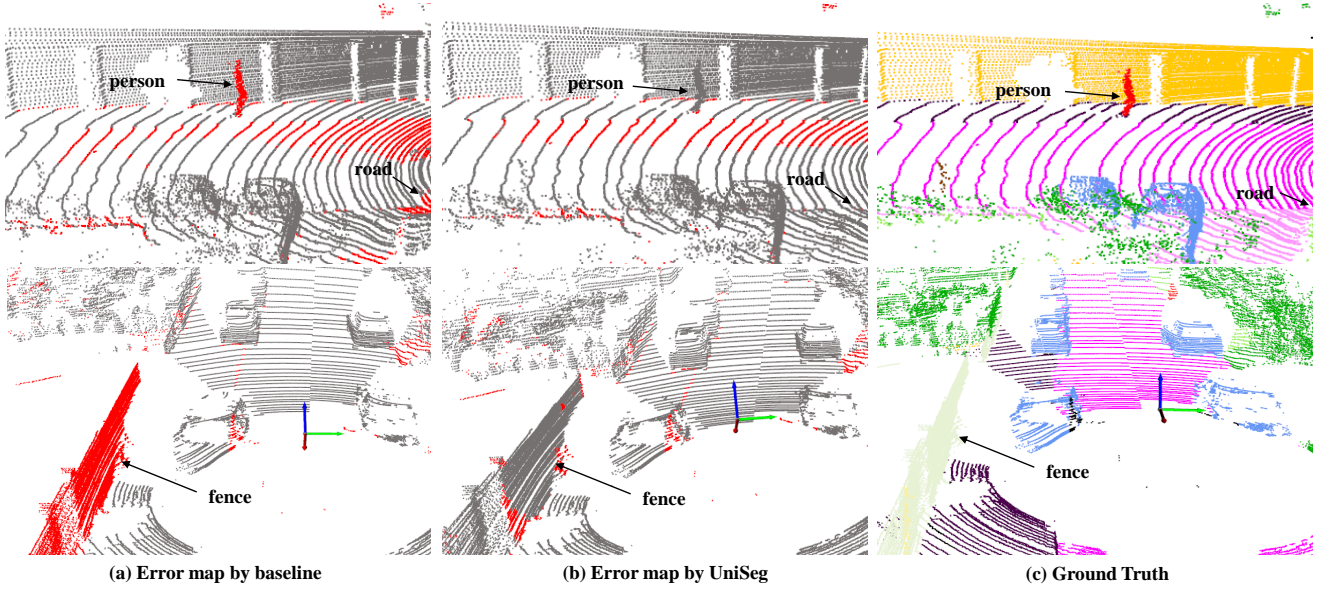 person
person
person
road
road
road
fence
fence
fence
(a) Error map by baseline
(b) Error map by UniSeg
(c) Ground Truth